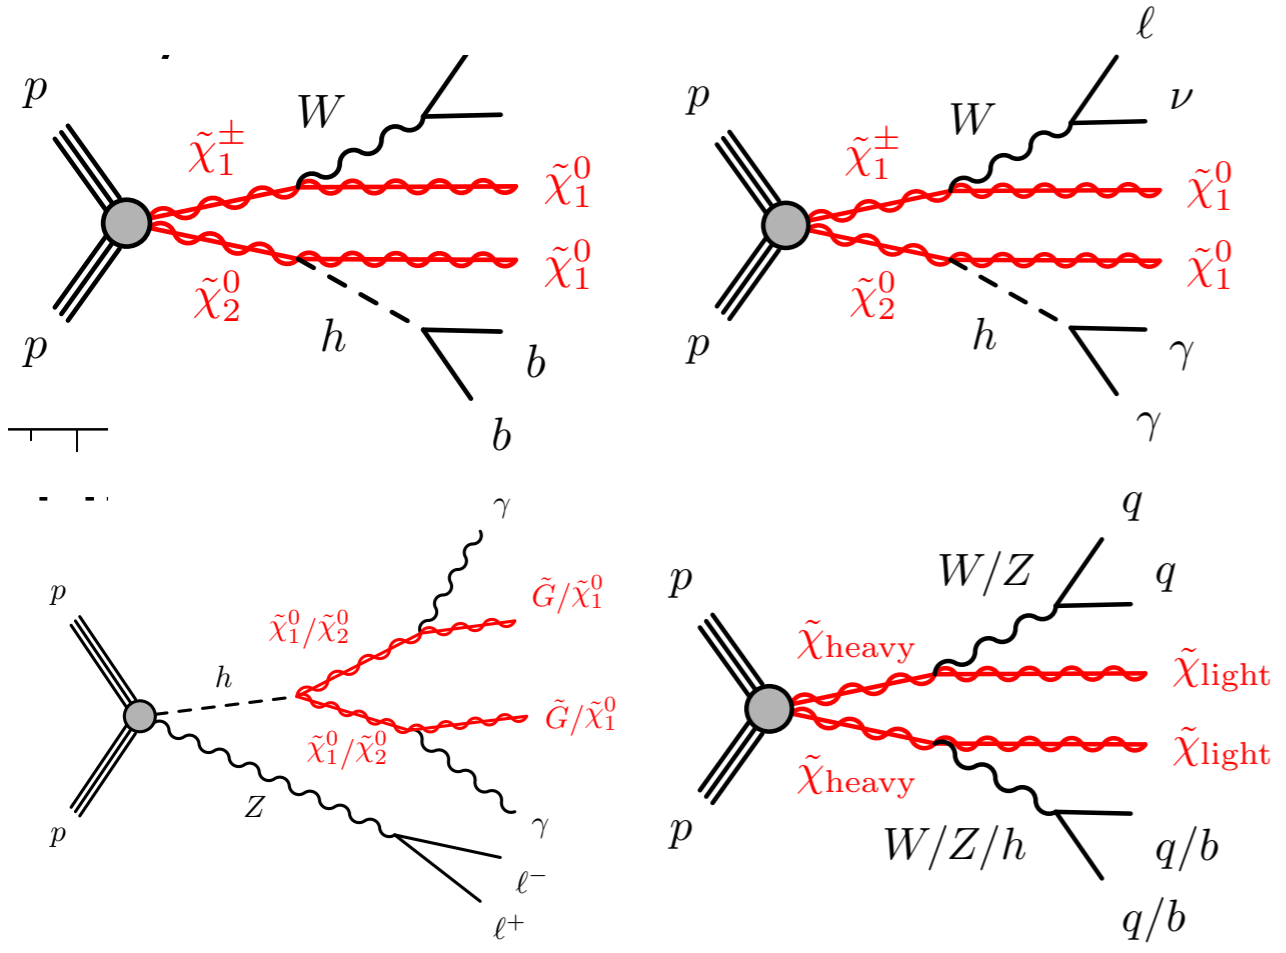 p
W
χ̃₁±
χ̃₁⁰
χ̃₁⁰
χ̃₂⁰
h
p
b
b
ℓ
p
W
ν
χ̃₁±
χ̃₁⁰
χ̃₁⁰
χ̃₂⁰
h
p
γ
γ
γ
p
G̃/χ̃₁⁰
χ̃₁⁰/χ̃₂⁰
h
G̃/χ̃₁⁰
χ̃₁⁰/χ̃₂⁰
Z
p
γ
ℓ⁻
ℓ⁺
q
W/Z
q
p
χ̃heavy
χ̃light
χ̃light
χ̃heavy
p
W/Z/h
q/b
q/b